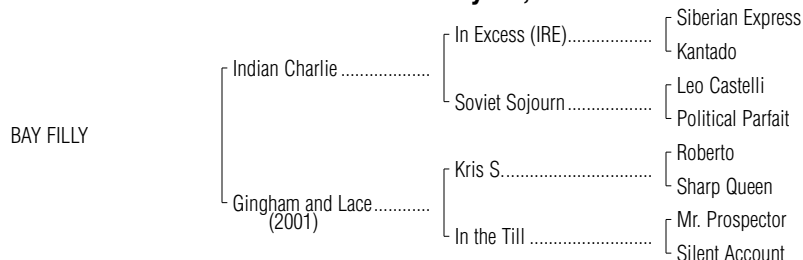 Siberian Express
In Excess (IRE)..................
Kantado
Indian Charlie ...................
Leo Castelli
Soviet Sojourn..................
Political Parfait
BAY FILLY
Roberto
Kris S................................
Sharp Queen
Gingham and Lace............
(2001)
Mr. Prospector
In the Till ..........................
Silent Account